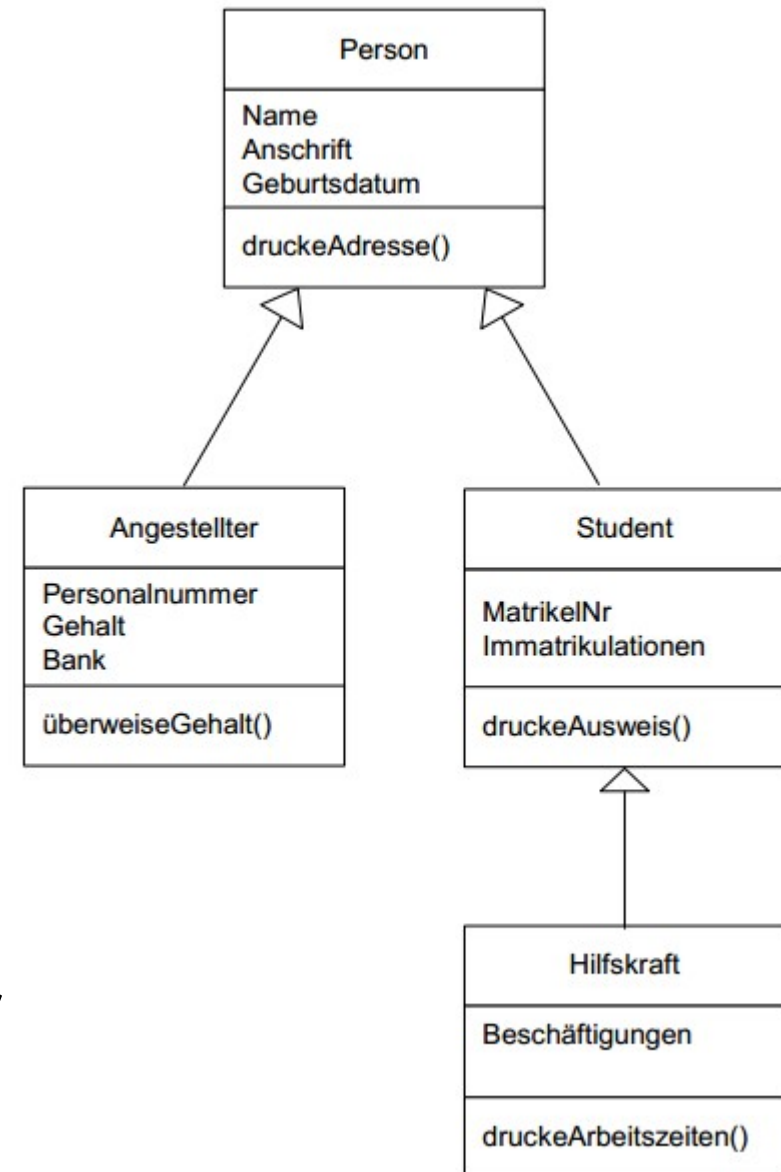 Person
Name
Anschrift
Geburtsdatum
druckeAdresse()
Angestellter
Personalnummer
Gehalt
Bank
überweiseGehalt()
Student
MatrikelNr
Immatrikulationen
druckeAusweis()
Hilfskraft
Beschäftigungen
druckeArbeitszeiten()